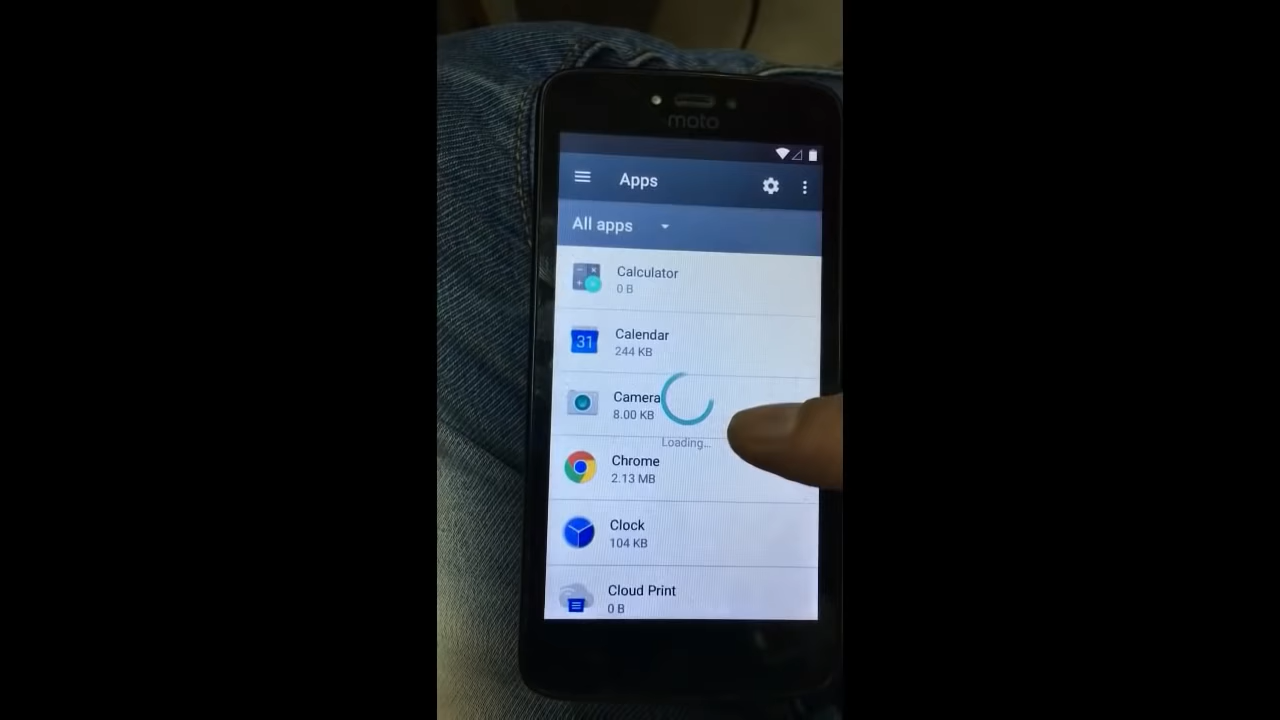 moto
Apps
All apps
Calculator
0 B
31
Calendar
244 KB
Camera
8.00 KB
Loading...
Chrome
2.13 MB
Clock
104 KB
Cloud Print
0 B